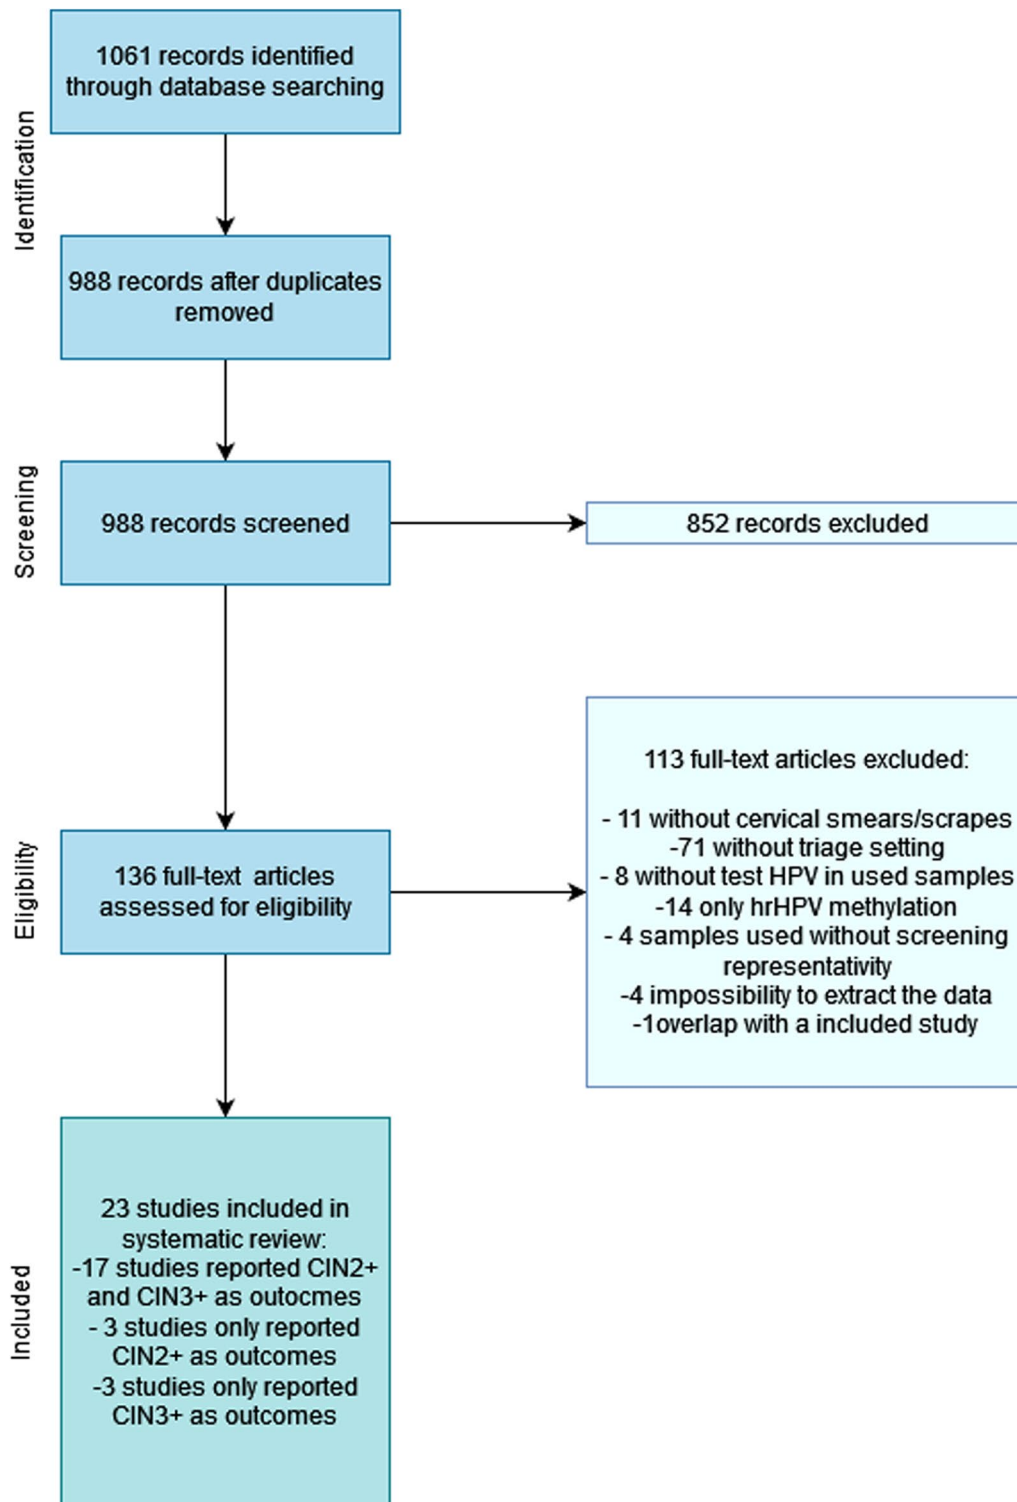 1061 records identified
through database searching
Identification
988 records after duplicates
removed
Screening
988 records screened
852 records excluded
Eligibility
136 full-text articles
assessed for eligibility
113 full-text articles excluded:
- 11 without cervical smears/scrapes
-71 without triage setting
- 8 without test HPV in used samples
-14 only hrHPV methylation
- 4 samples used without screening
representativity
-4 impossibility to extract the data
-1overlap with a included study
Included
23 studies included in
systematic review:
-17 studies reported CIN2+
and CIN3+ as outocmes
- 3 studies only reported
CIN2+ as outcomes
-3 studies only reported
CIN3+ as outcomes